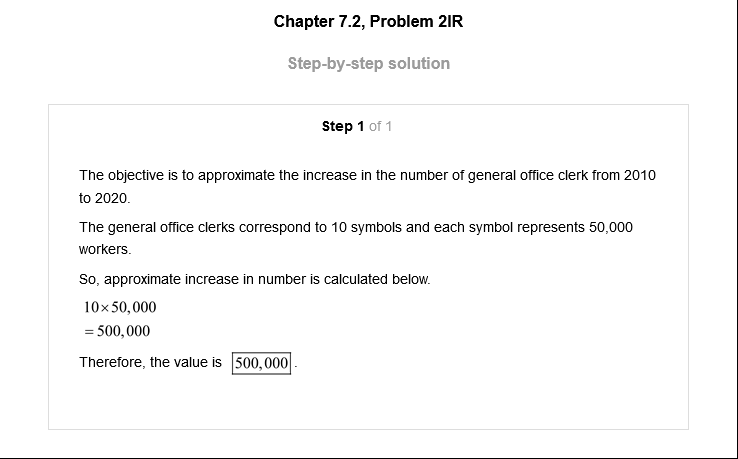 Chapter 7.2, Problem 2IR
Step-by-step solution
Step 1 of 1
The objective is to approximate the increase in the number of general office clerk from 2010
to 2020.
The general office clerks correspond to 10 symbols and each symbol represents 50,000
workers.
So, approximate increase in number is calculated below.
10×50,000
= 500,000
Therefore, the value is 500,000.